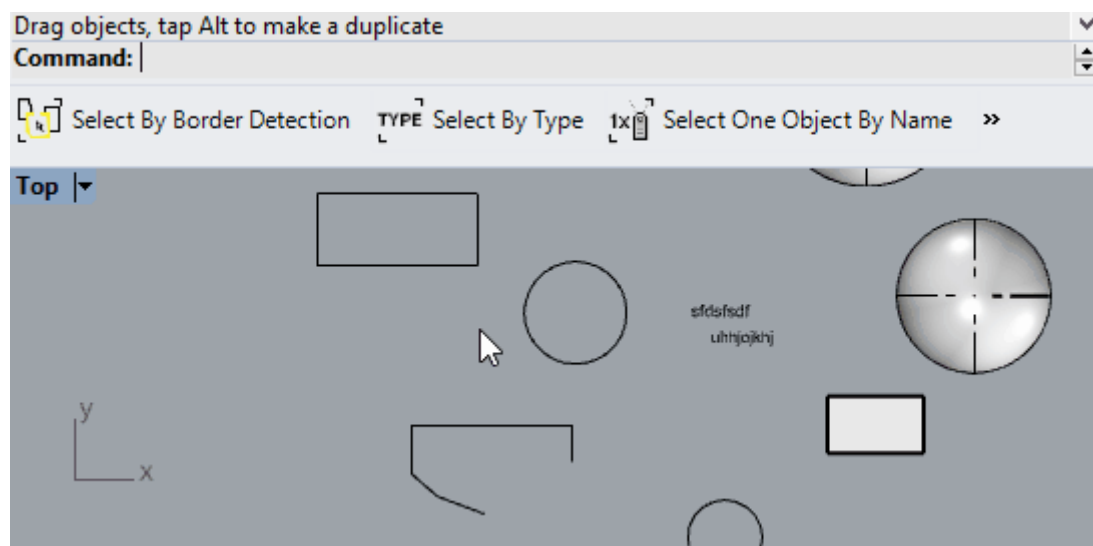 Drag objects, tap Alt to make a duplicate
Command:
Select By Border Detection TYPE Select By Type 1x Select One Object By Name »
Top
sfdsfsdf
uhhjojkhj
y
x